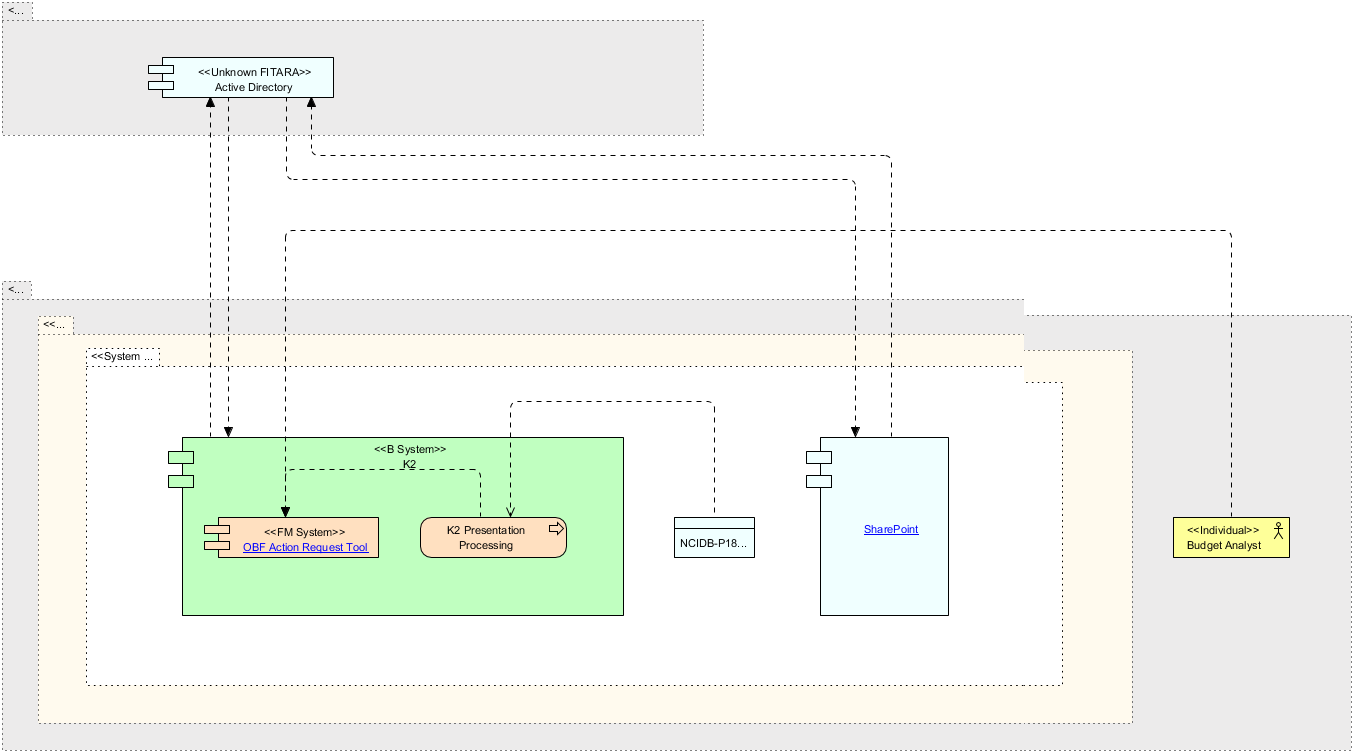 <...
<<Unknown FITARA>>
Active Directory
<...
<<...
<<System ...
<<B System>>
K2
<<FM System>>
OBF Action Request Tool
K2 Presentation
Processing
NCIDB-P18...
SharePoint
<<Individual>>
Budget Analyst